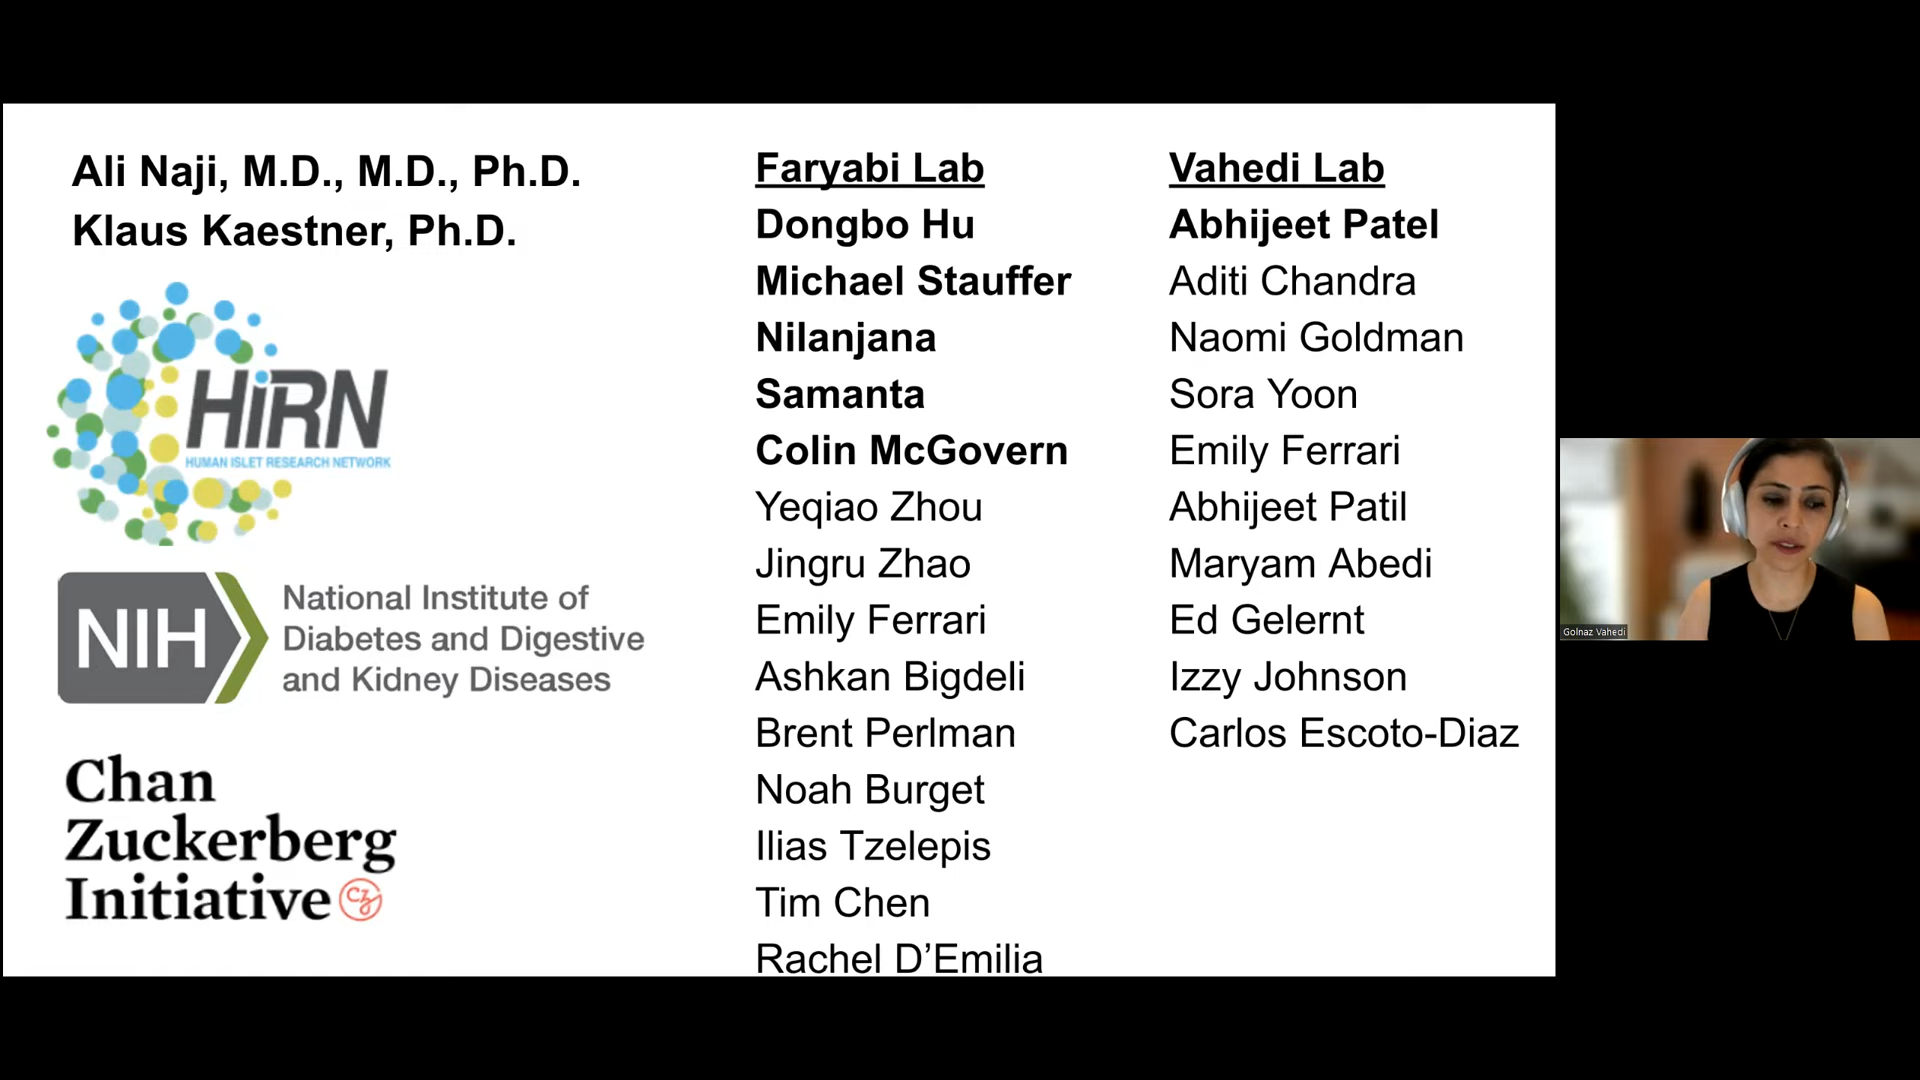 Ali Naji, M.D., M.D., Ph.D.
Klaus Kaestner, Ph.D.
HiRN
HUMAN ISLET RESEARCH NETWORK
NIH
National Institute of
Diabetes and Digestive
and Kidney Diseases
Chan
Zuckerberg
Initiative
CZ
Faryabi Lab
Dongbo Hu
Michael Stauffer
Nilanjana
Samanta
Colin McGovern
Yeqiao Zhou
Jingru Zhao
Emily Ferrari
Ashkan Bigdeli
Brent Perlman
Noah Burget
Ilias Tzelepis
Tim Chen
Rachel D’Emilia
Vahedi Lab
Abhijeet Patel
Aditi Chandra
Naomi Goldman
Sora Yoon
Emily Ferrari
Abhijeet Patil
Maryam Abedi
Ed Gelernt
Izzy Johnson
Carlos Escoto-Diaz
Golnaz Vahedi